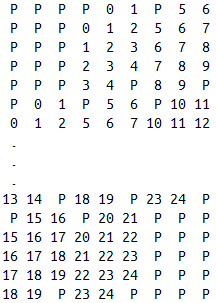 P P P P 0 1 P 5 6
P P P 0 1 2 5 6 7
P P P 1 2 3 6 7 8
P P P 2 3 4 7 8 9
P P P 3 4 P 8 9 P
P 0 1 P 5 6 P 10 11
0 1 2 5 6 7 10 11 12
.
.
.
13 14 P 18 19 P 23 24 P
P 15 16 P 20 21 P P P
15 16 17 20 21 22 P P P
16 17 18 21 22 23 P P P
17 18 19 22 23 24 P P P
18 19 P 23 24 P P P P